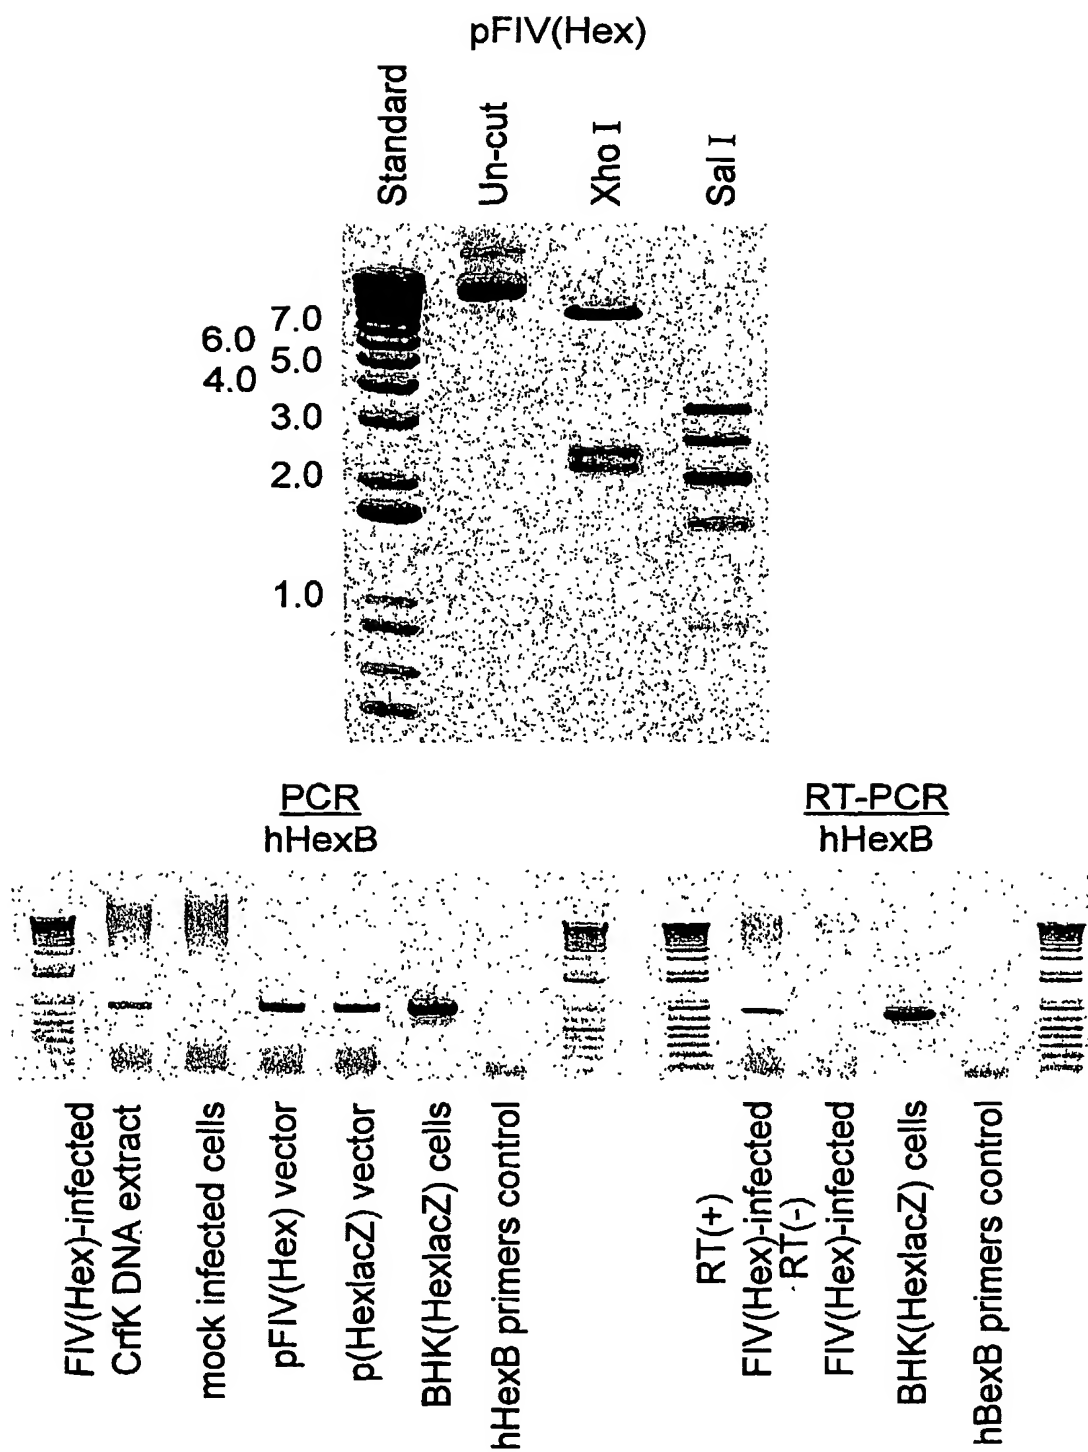 pFIV(Hex)
Standard
Un-cut
Xho I
Sal I
7.0
6.0
5.0
4.0
3.0
2.0
1.0
PCR
hHexB
RT-PCR
hHexB
FIV(Hex)-infected
CrfK DNA extract
mock infected cells
pFIV(Hex) vector
p(HexlacZ) vector
BHK(HexlacZ) cells
hHexB primers control
RT(+)
FIV(Hex)-infected
RT(-)
FIV(Hex)-infected
BHK(HexlacZ) cells
hBexB primers control